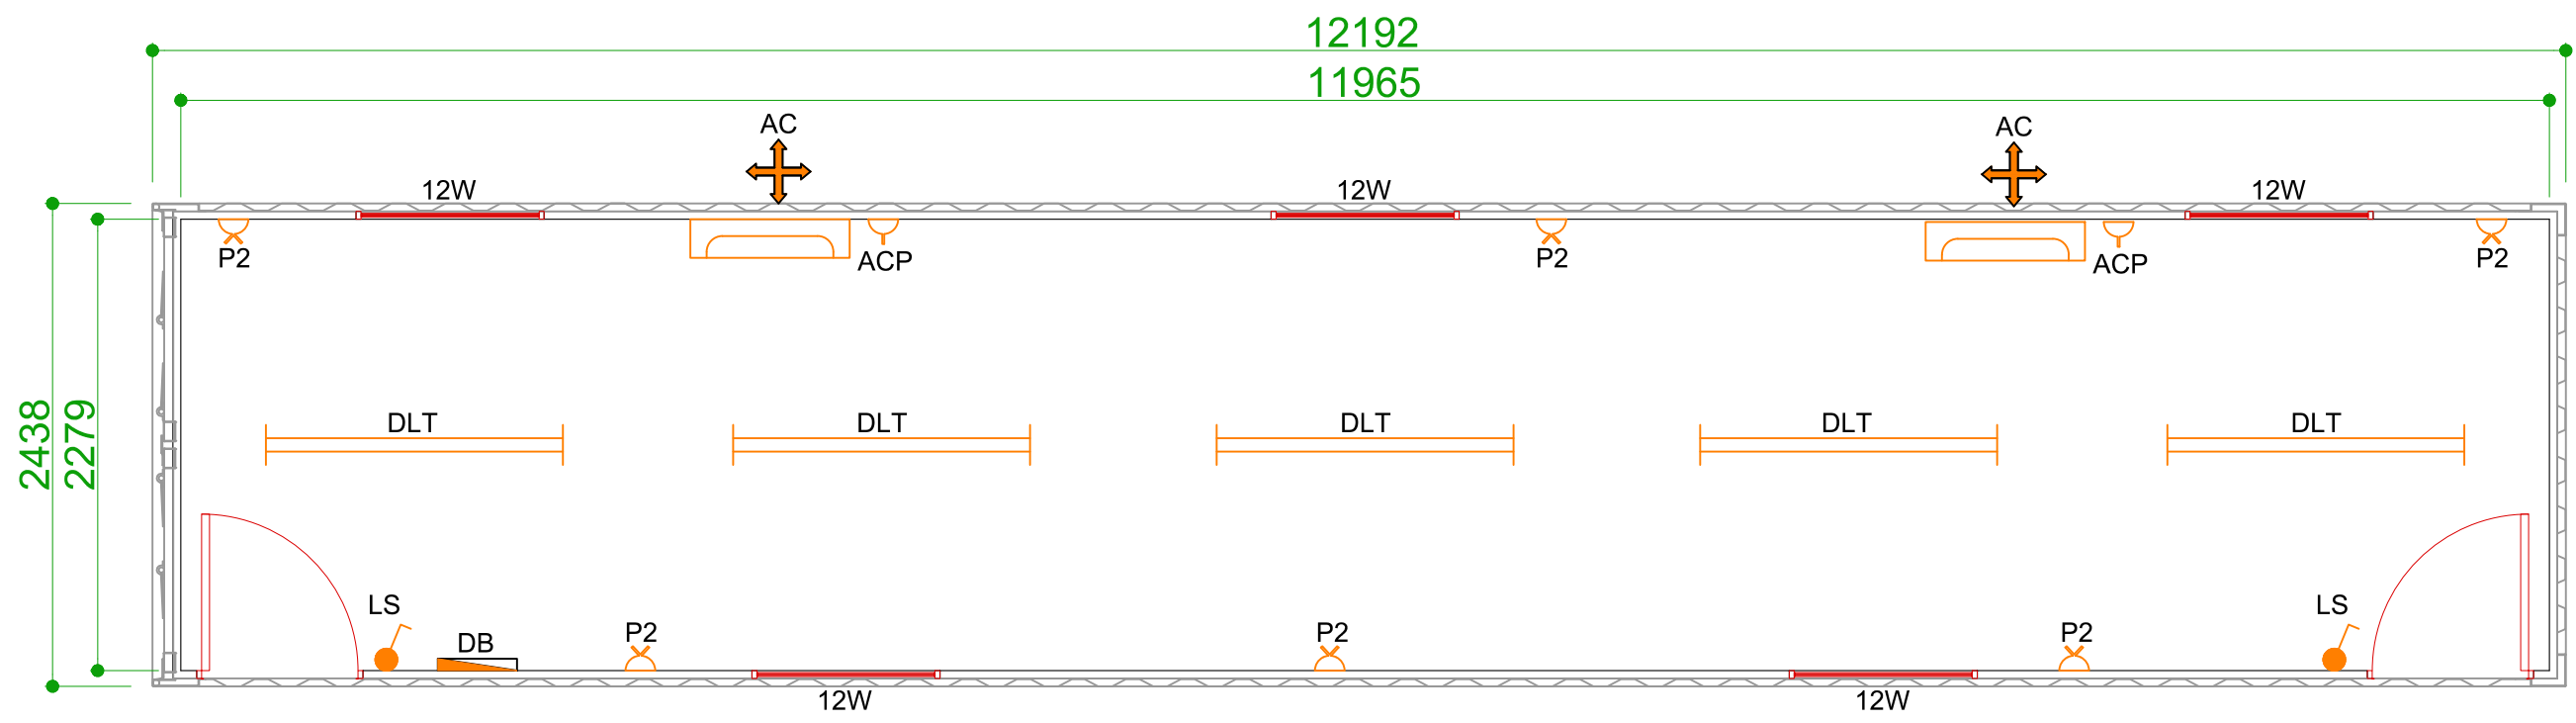 12192
11965
AC
AC
12W
12W
12W
P2
ACP
P2
ACP
P2
2438
2279
DLT
DLT
DLT
DLT
DLT
LS
DB
P2
P2
P2
LS
12W
12W